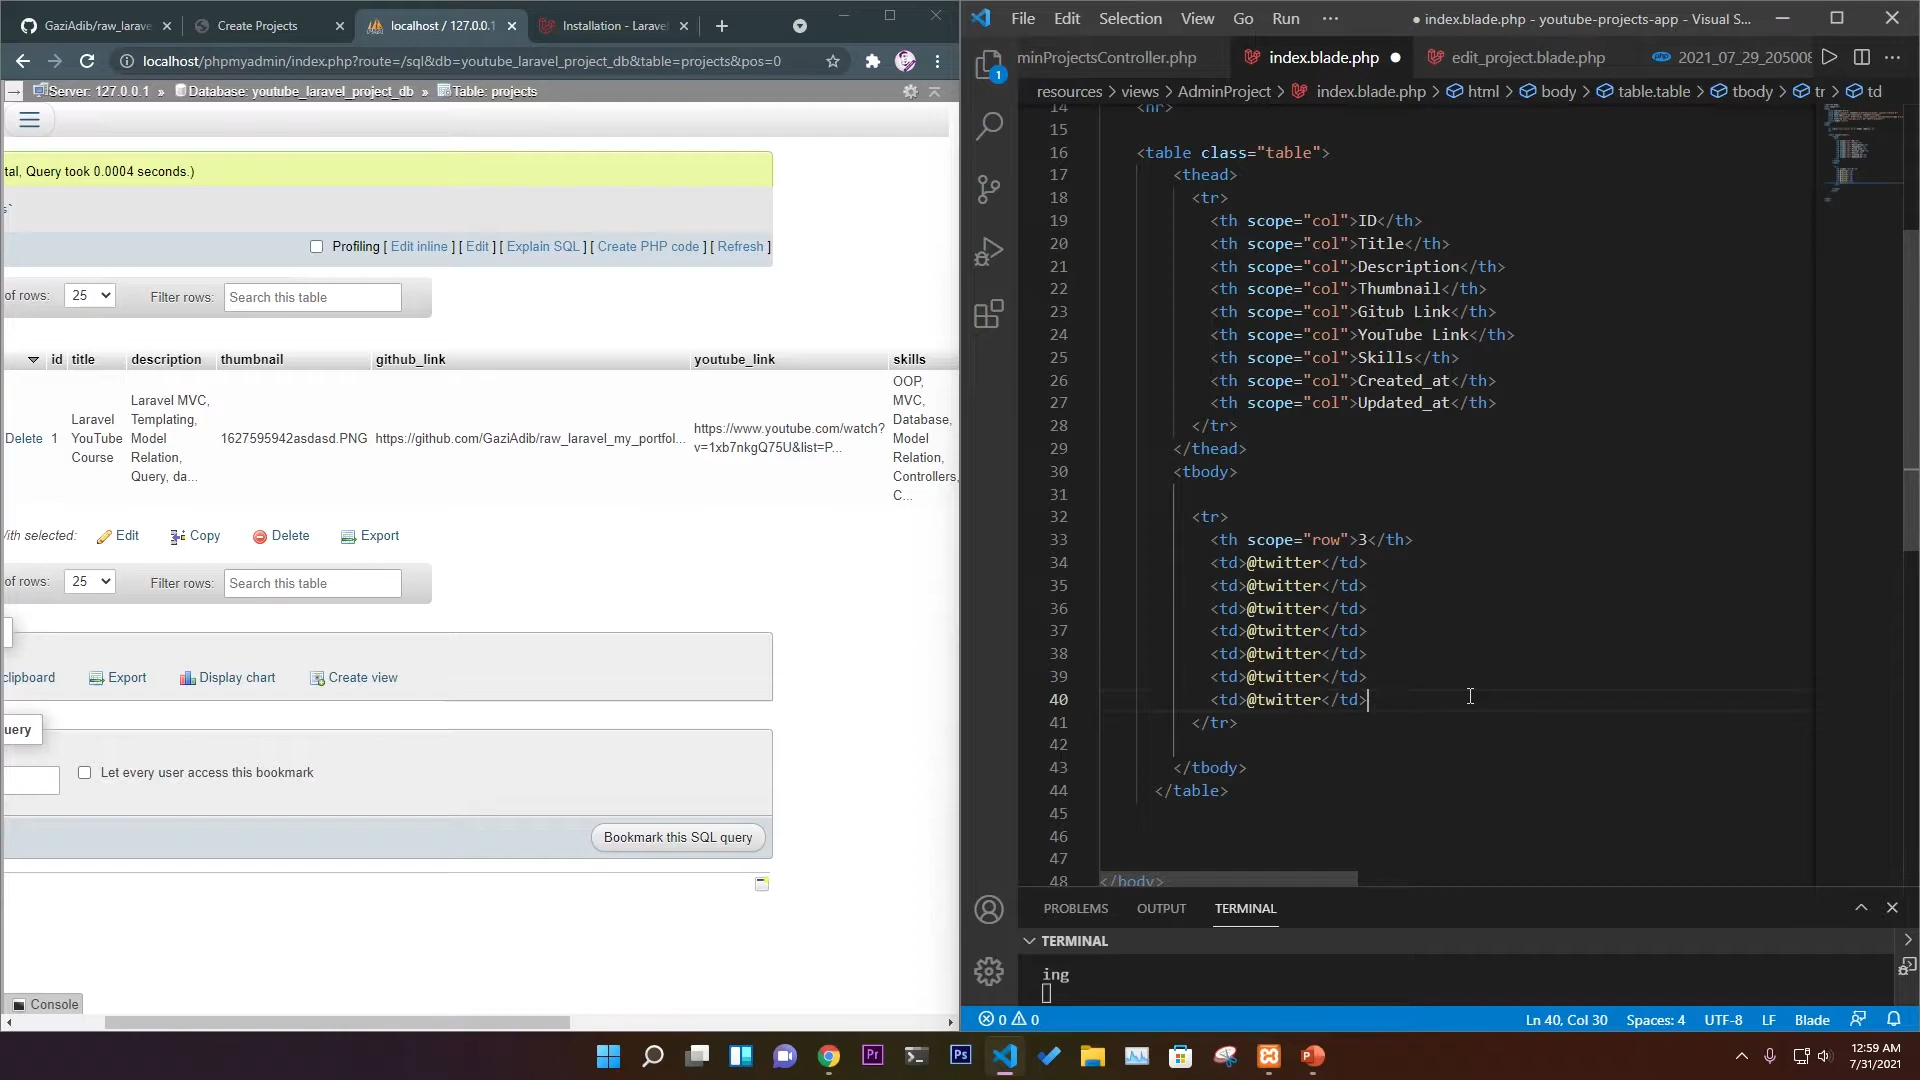 GaziAdib/raw_larave
Create Projects
localhost / 127.0.0.1
Installation - Larave
localhost/phpmyadmin/index.php?route=/sql&db=youtube_laravel_project_db&table=projects&pos=0
Server: 127.0.0.1 » Database: youtube_laravel_project_db » Table: projects
tal, Query took 0.0004 seconds.)
s`
Profiling [ Edit inline ] [ Edit ] [ Explain SQL ] [ Create PHP code ] [ Refresh ]
of rows: 25 Filter rows: Search this table
id title description thumbnail github_link youtube_link skills
Delete 1
Laravel
YouTube
Course
Laravel MVC,
Templating,
Model
Relation,
Query, da...
1627595942asdasd.PNG
https://github.com/GaziAdib/raw_laravel_my_portfol...
https://www.youtube.com/watch?
v=1xb7nkgQ75U&list=P...
OOP,
MVC,
Database,
Model
Relation,
Controllers,
C...
With selected: Edit Copy Delete Export
of rows: 25 Filter rows: Search this table
clipboard Export Display chart Create view
uery
Let every user access this bookmark
Bookmark this SQL query
Console
File Edit Selection View Go Run ··· ● index.blade.php - youtube-projects-app - Visual S...
minProjectsController.php index.blade.php ● edit_project.blade.php 2021_07_29_205008
resources > views > AdminProject > index.blade.php > html > body > table.table > tbody > tr > td
1
14 <hr>
15
16 <table class="table">
17 <thead>
18 <tr>
19 <th scope="col">ID</th>
20 <th scope="col">Title</th>
21 <th scope="col">Description</th>
22 <th scope="col">Thumbnail</th>
23 <th scope="col">Gitub Link</th>
24 <th scope="col">YouTube Link</th>
25 <th scope="col">Skills</th>
26 <th scope="col">Created_at</th>
27 <th scope="col">Updated_at</th>
28 </tr>
29 </thead>
30 <tbody>
31
32 <tr>
33 <th scope="row">3</th>
34 <td>@twitter</td>
35 <td>@twitter</td>
36 <td>@twitter</td>
37 <td>@twitter</td>
38 <td>@twitter</td>
39 <td>@twitter</td>
40 <td>@twitter</td>
41 </tr>
42
43 </tbody>
44 </table>
45
46
47
48 </body>
PROBLEMS OUTPUT TERMINAL
TERMINAL
ing
0 0 Ln 40, Col 30 Spaces: 4 UTF-8 LF Blade
Pr
Ps
12:59 AM
7/31/2021